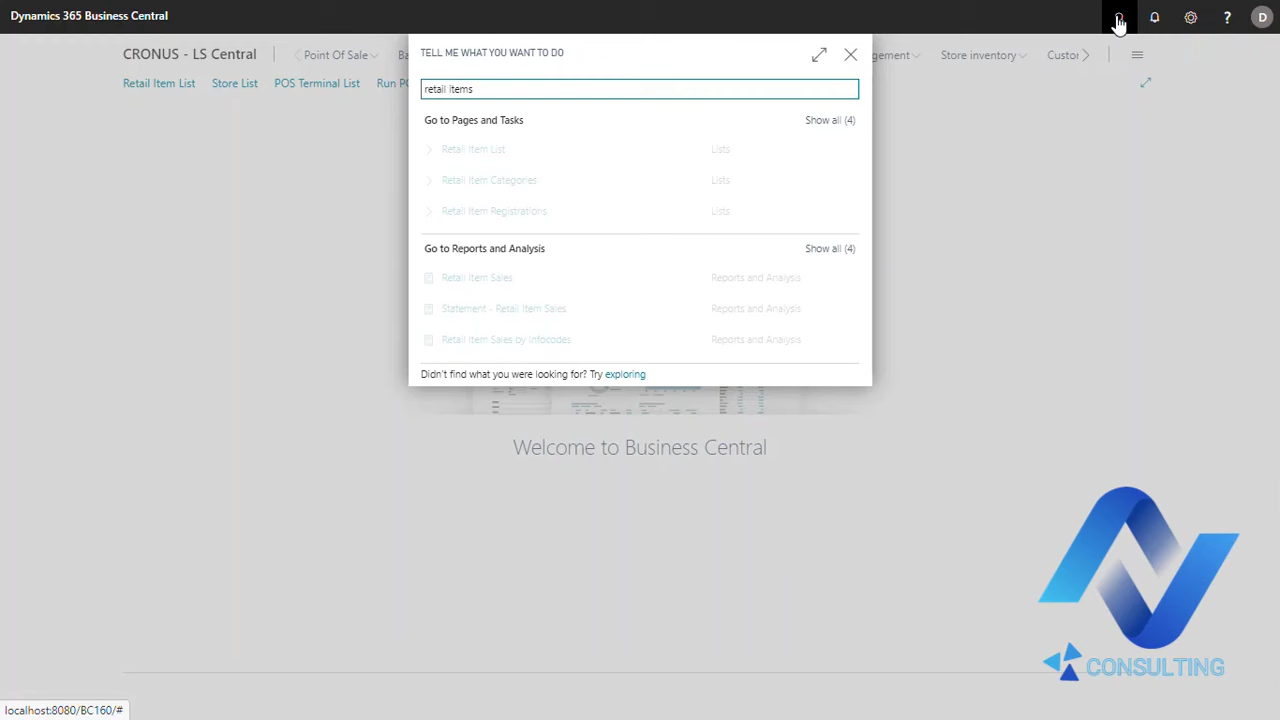 Dynamics 365 Business Central
D
CRONUS - LS Central
Point Of Sale
Ba
gement
Store inventory
Custo
Retail Item List
Store List
POS Terminal List
Run PO
TELL ME WHAT YOU WANT TO DO
retail items
Go to Pages and Tasks
Show all (4)
Retail Item List
Lists
Retail Item Categories
Lists
Retail Item Registrations
Lists
Go to Reports and Analysis
Show all (4)
Retail Item Sales
Reports and Analysis
Statement - Retail Item Sales
Reports and Analysis
Retail Item Sales by Infocodes
Reports and Analysis
Didn't find what you were looking for? Try exploring
Welcome to Business Central
CONSULTING
localhost:8080/BC160/#